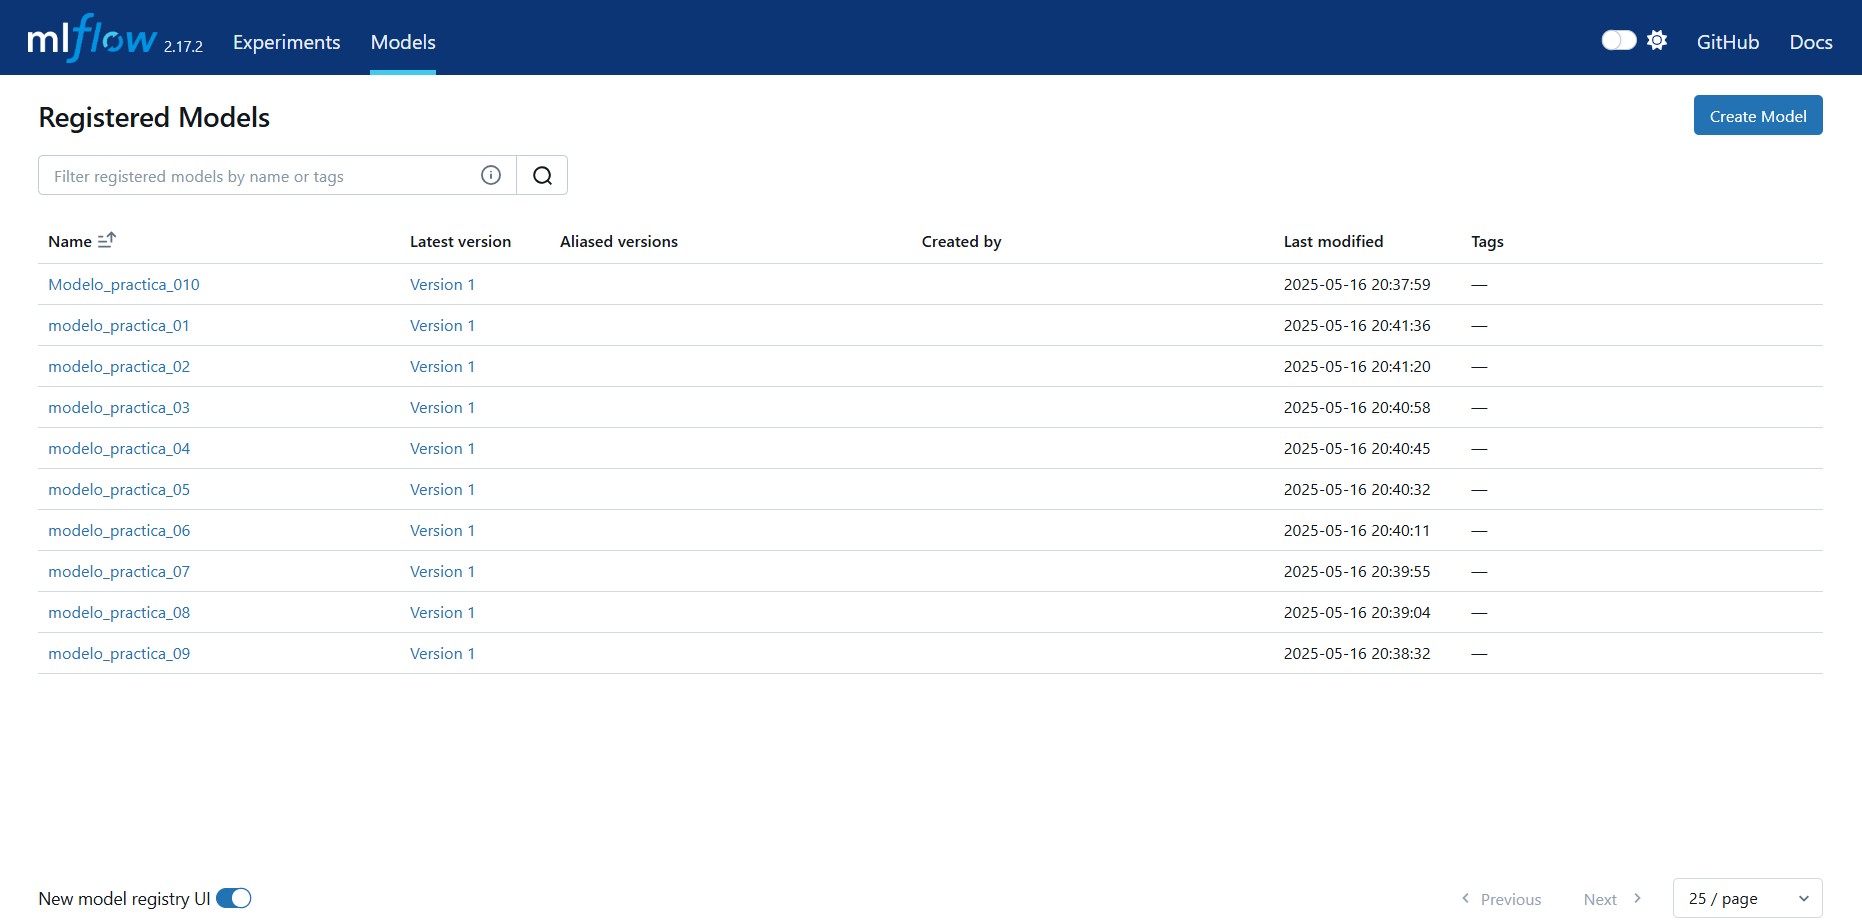 mlflow 2.17.2 Experiments Models GitHub Docs
Registered Models Create Model
Filter registered models by name or tags
Name Latest version Aliased versions Created by Last modified Tags
Modelo_practica_010 Version 1 2025-05-16 20:37:59 —
modelo_practica_01 Version 1 2025-05-16 20:41:36 —
modelo_practica_02 Version 1 2025-05-16 20:41:20 —
modelo_practica_03 Version 1 2025-05-16 20:40:58 —
modelo_practica_04 Version 1 2025-05-16 20:40:45 —
modelo_practica_05 Version 1 2025-05-16 20:40:32 —
modelo_practica_06 Version 1 2025-05-16 20:40:11 —
modelo_practica_07 Version 1 2025-05-16 20:39:55 —
modelo_practica_08 Version 1 2025-05-16 20:39:04 —
modelo_practica_09 Version 1 2025-05-16 20:38:32 —
New model registry UI Previous Next 25 / page